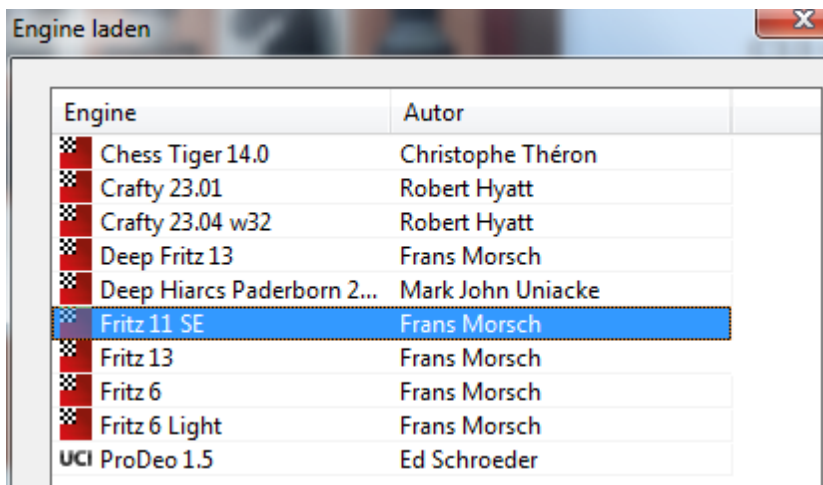 Engine laden
Engine Autor
Chess Tiger 14.0 Christophe Théron
Crafty 23.01 Robert Hyatt
Crafty 23.04 w32 Robert Hyatt
Deep Fritz 13 Frans Morsch
Deep Hiarcs Paderborn 2... Mark John Uniacke
Fritz 11 SE Frans Morsch
Fritz 13 Frans Morsch
Fritz 6 Frans Morsch
Fritz 6 Light Frans Morsch
UCI ProDeo 1.5 Ed Schroeder